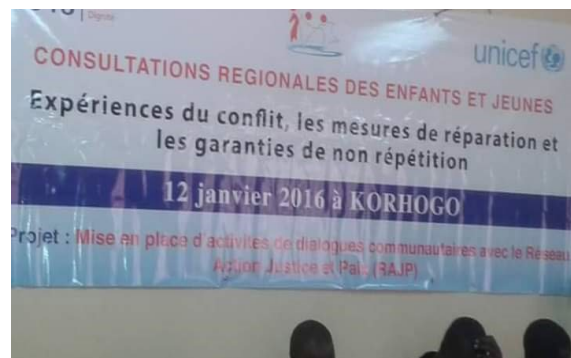 Dignité
unicef
CONSULTATIONS REGIONALES DES ENFANTS ET JEUNES
Expériences du conflit, les mesures de réparation et
les garanties de non répétition
12 janvier 2016 à KORHOGO
Projet : Mise en place d'activites de dialogues communautaires avec le Réseau
Action Justice et Paix (RAJP)